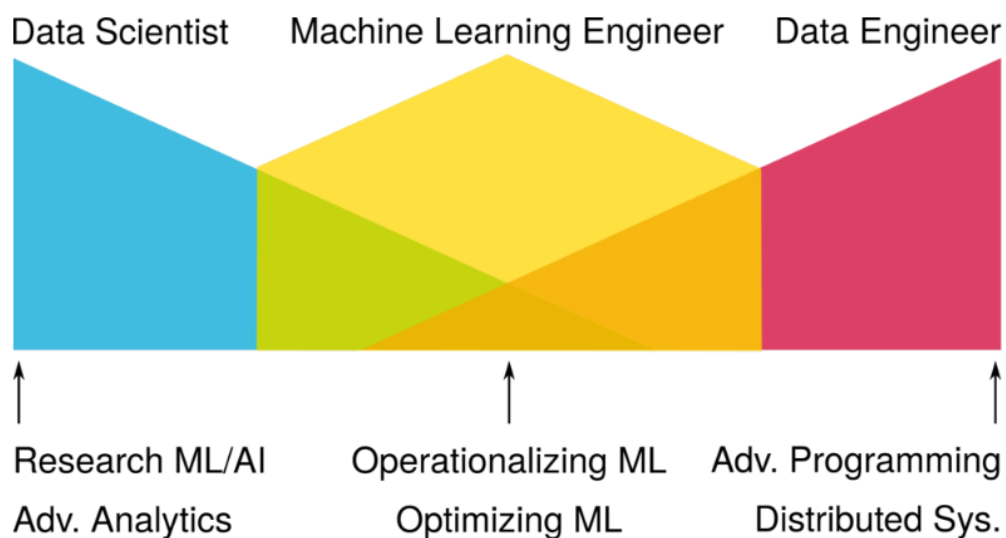 Data Scientist
Machine Learning Engineer
Data Engineer
Research ML/AI
Operationalizing ML
Adv. Programming
Adv. Analytics
Optimizing ML
Distributed Sys.